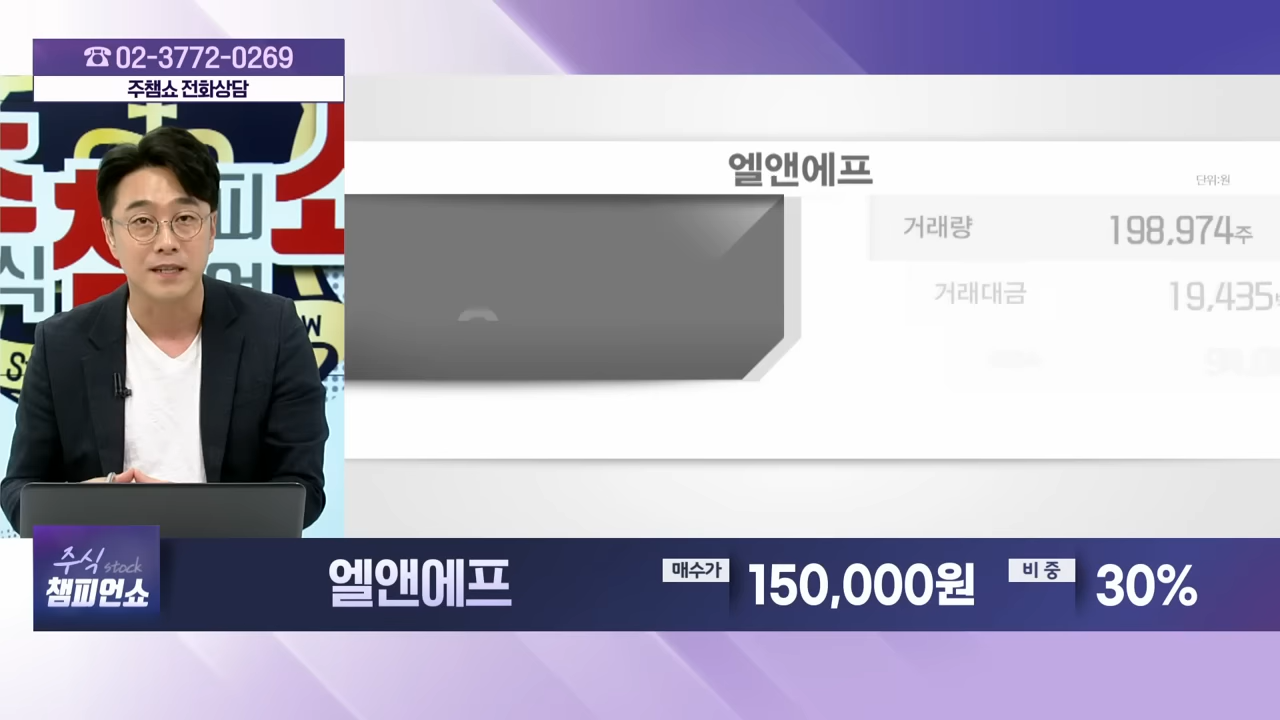 ☎02-3772-0269
주챔쇼 전화상담
엘앤에프
단위:원
거래량 198,974주
거래대금 19,435
주식 stock
챔피언쇼
엘앤에프
매수가 150,000원
비중 30%